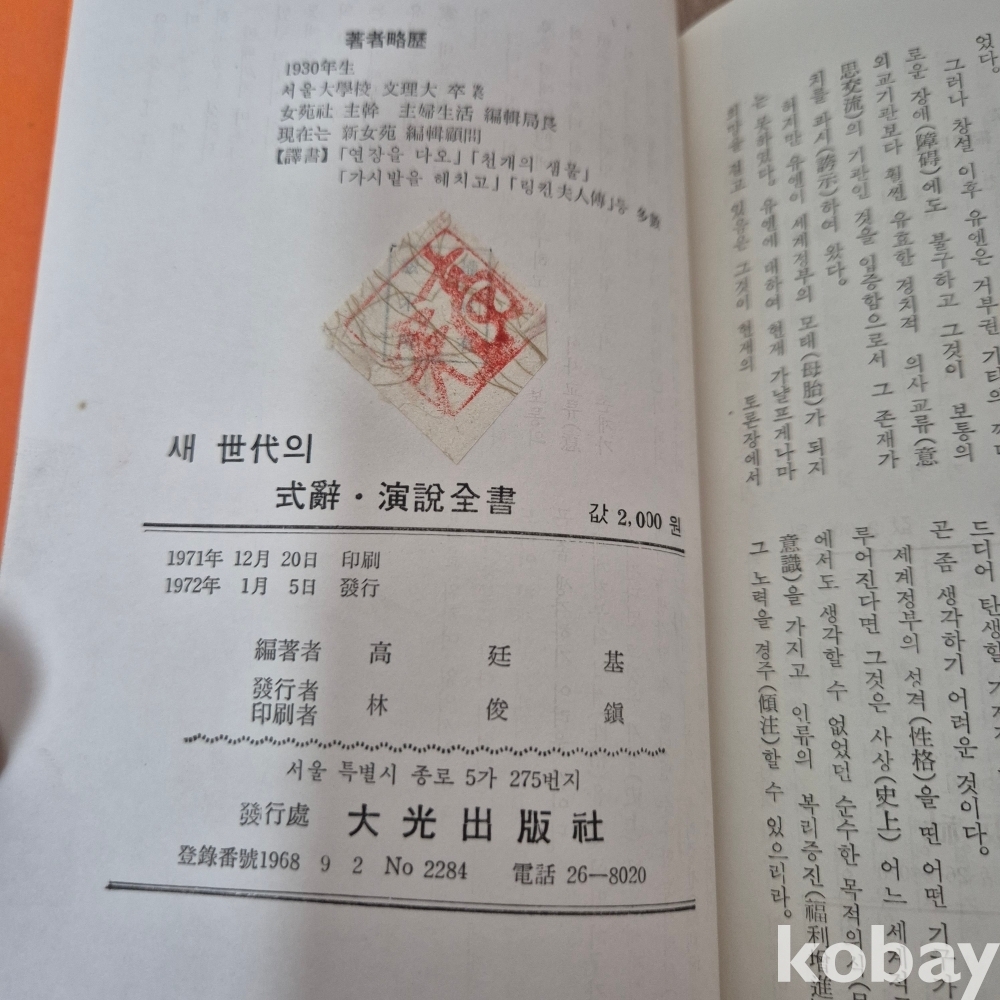 著者略歷
1930年生
서울大學校 文理大 卒業
女苑社 主幹 主婦生活 編輯局長
現在는 新女苑 編輯顧問
【譯書】「연장을 다오」「천개의 샘물」
「가시밭을 헤치고」「링컨夫人傳」등 多數
새 世代의
式辭・演說全書
값 2,000 원
1971年 12月 20日 印刷
1972年 1月 5日 發行
編著者 高廷基
發行者
印刷者 林俊鎭
서울 특별시 종로 5가 275번지
發行處 大光出版社
登錄番號1968 9 2 No 2284 電話 26—8020
었다.
그러나 창설 이후 유엔은 거부권 기타의
로운 장애(障碍)에도 불구하고 그것이 보통의
외교기관보다 훨씬 유효한 정치적 의사교류(意
思交流)의 기관인 것을 입증함으로서 그 존재가
치를 과시(誇示)하여 왔다.
하지만 유엔이 세계정부의 모태(母胎)가 되지
는 못하였다. 유엔에 대하여 현재 가냘프게나마
희망을 걸고 있음은 그것이 현재의 토론장에서
드디어 탄생할
곤 좀 생각하기 어려운 것이다.
세계정부의 성격(性格)을 띤 어떤
루어진다면 그것은 사상(史上) 어느
에서도 생각할 수 없었던 순수한 목적의
意識)을 가지고 인류의 복리증진(福利增進
그 노력을 경주(傾注)할 수 있으리라.
kobay